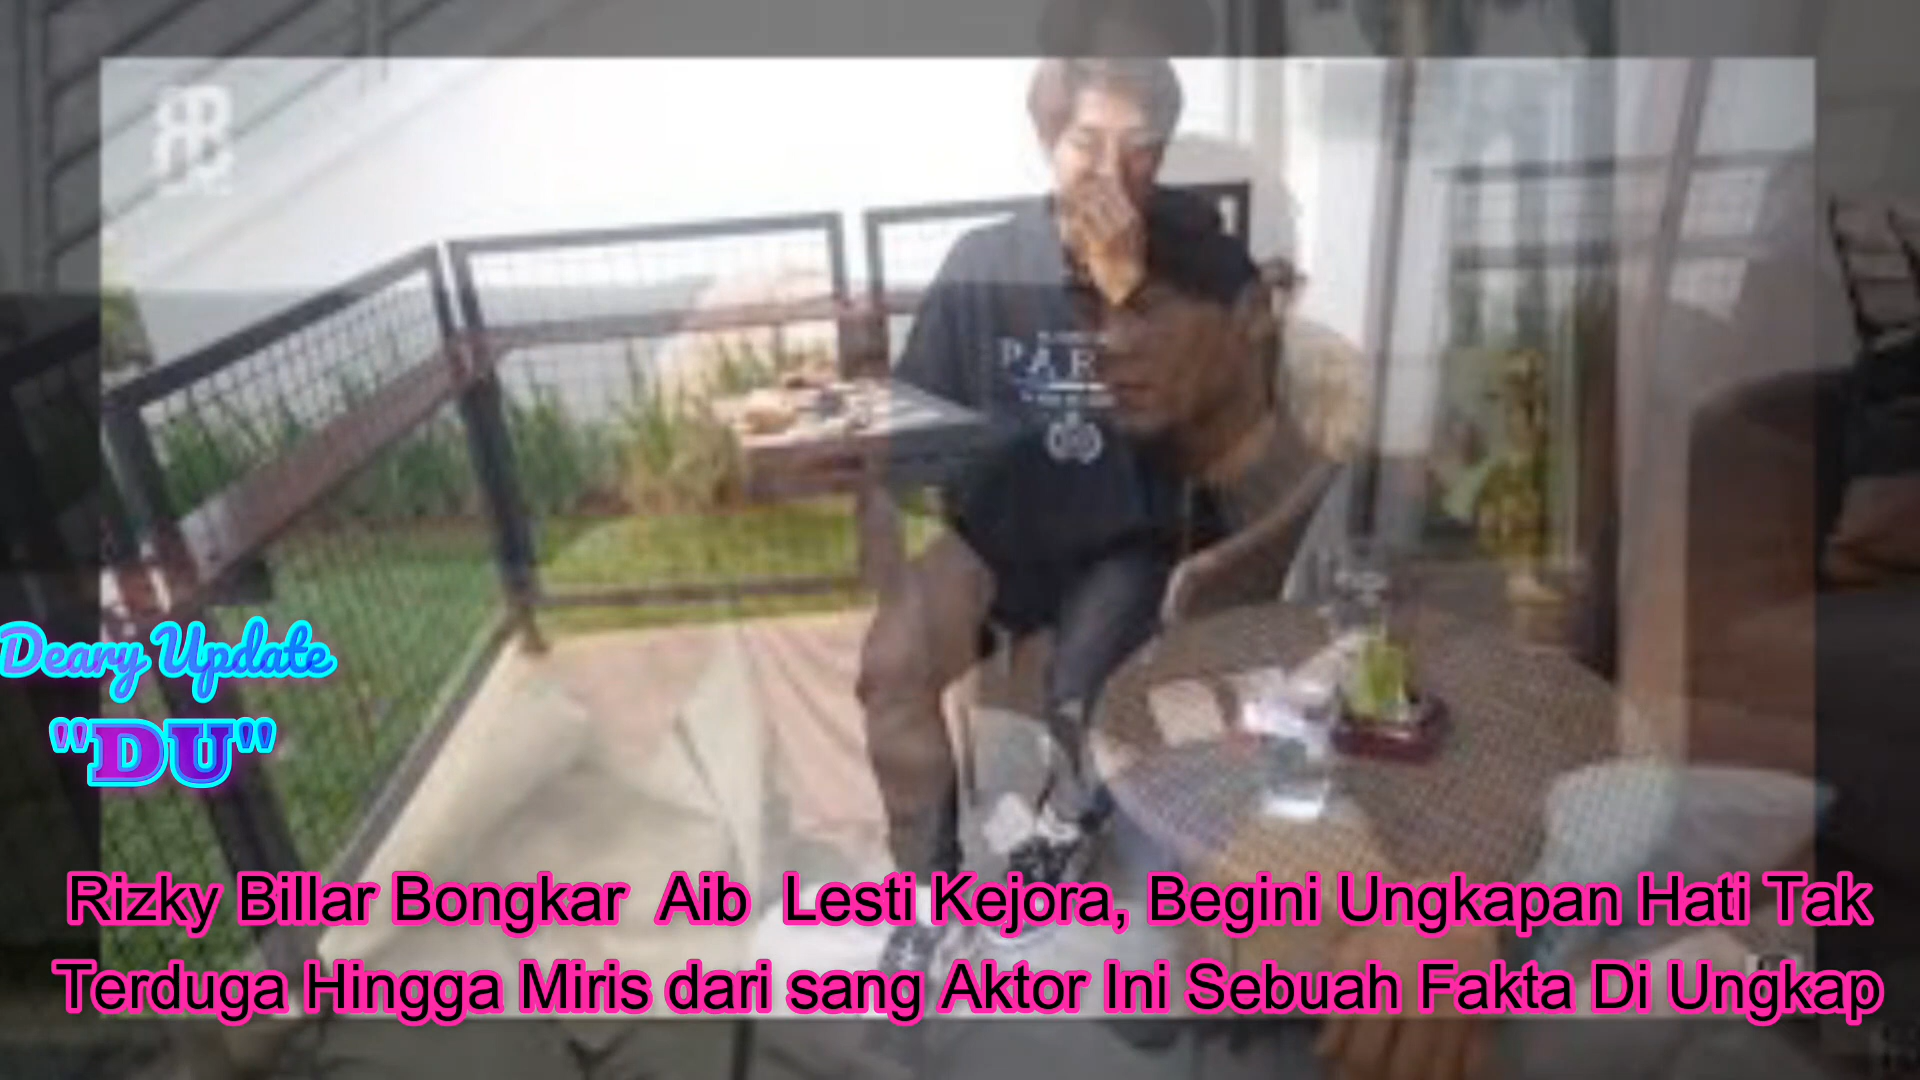 Deary Update
"DU"
PAR
Rizky Billar Bongkar Aib Lesti Kejora, Begini Ungkapan Hati Tak
Terduga Hingga Miris dari sang Aktor Ini Sebuah Fakta Di Ungkap